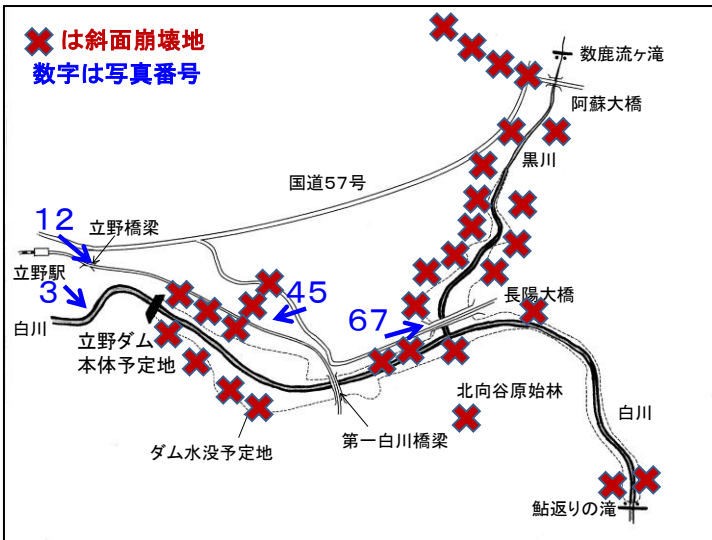 は斜面崩壊地
数字は写真番号
数鹿流ヶ滝
阿蘇大橋
黒川
国道57号
12
立野橋梁
立野駅
3
45
長陽大橋
67
白川
立野ダム
本体予定地
北向谷原始林
白川
第一白川橋梁
ダム水没予定地
鮎返りの滝